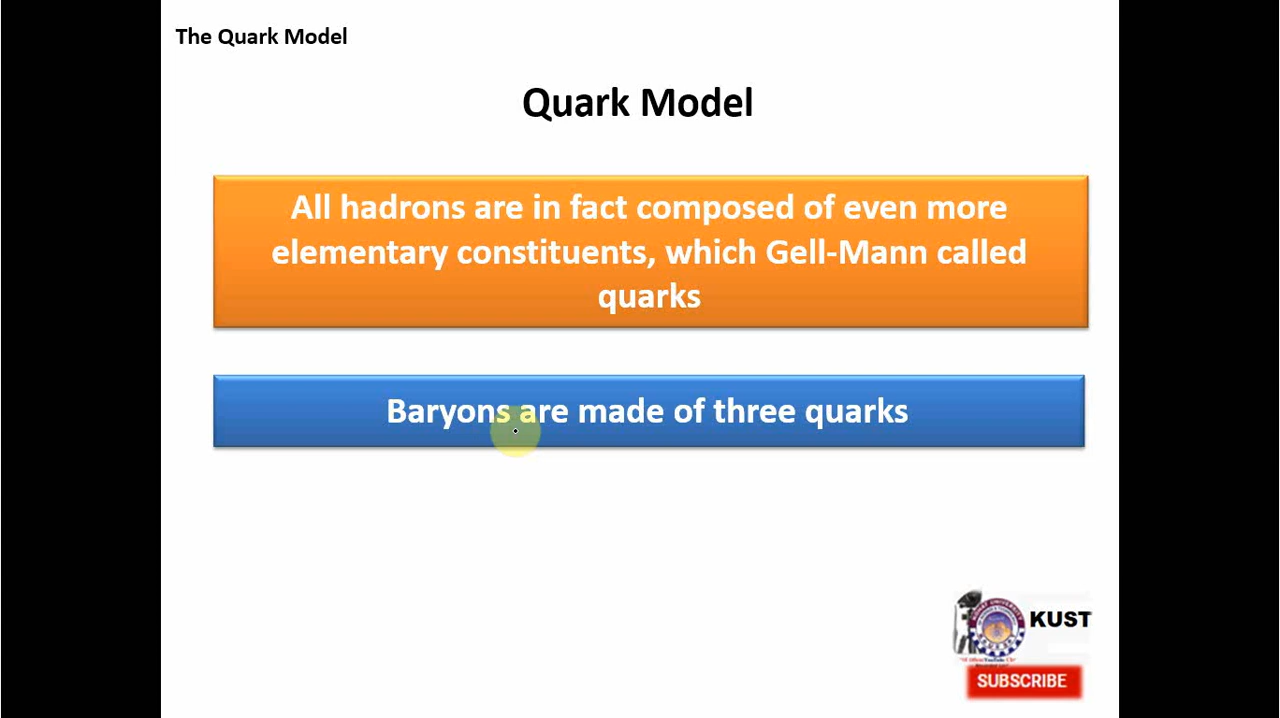 The Quark Model
Quark Model
All hadrons are in fact composed of even more
elementary constituents, which Gell-Mann called
quarks
Baryons are made of three quarks
KUST
SUBSCRIBE